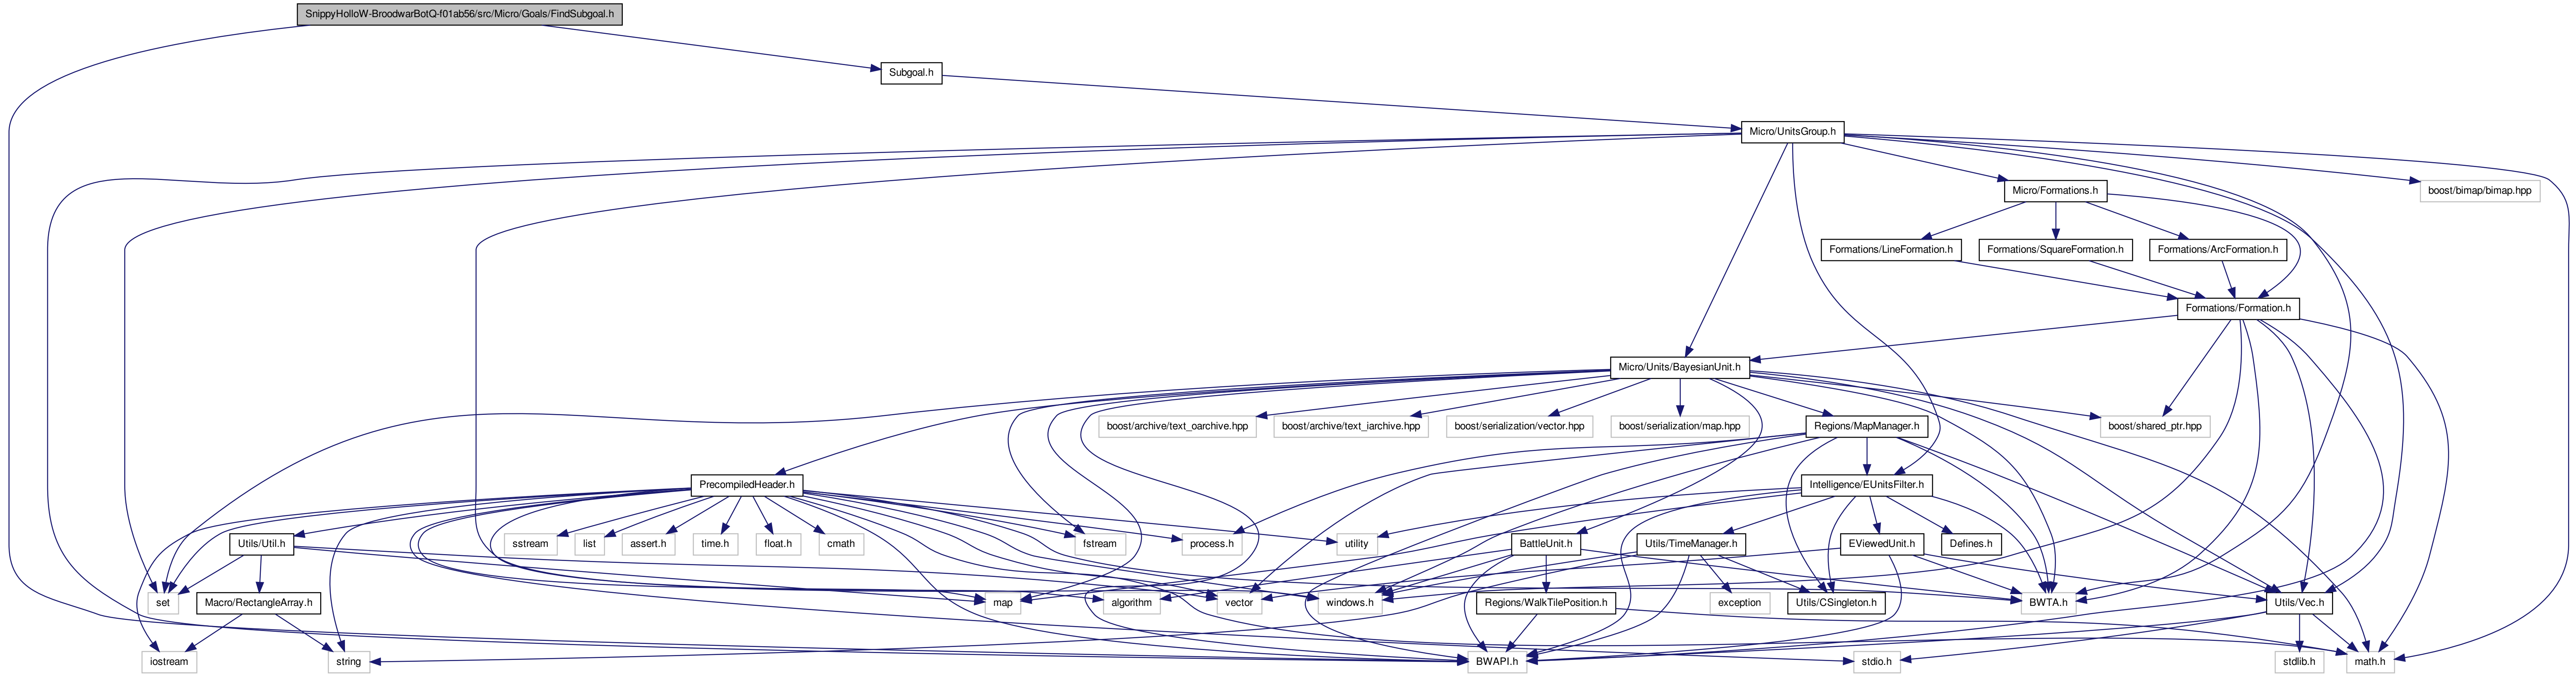 SnippyHolloW-BroodwarBotQ-f01ab56/src/Micro/Goals/FindSubgoal.h
Subgoal.h
Micro/UnitsGroup.h
Micro/Formations.h
boost/bimap/bimap.hpp
Formations/LineFormation.h
Formations/SquareFormation.h
Formations/ArcFormation.h
Formations/Formation.h
Micro/Units/BayesianUnit.h
boost/archive/text_oarchive.hpp
boost/archive/text_iarchive.hpp
boost/serialization/vector.hpp
boost/serialization/map.hpp
Regions/MapManager.h
boost/shared_ptr.hpp
PrecompiledHeader.h
Intelligence/EUnitsFilter.h
Utils/Util.h
sstream
list
assert.h
time.h
float.h
cmath
fstream
process.h
utility
BattleUnit.h
Utils/TimeManager.h
EViewedUnit.h
Defines.h
set
Macro/RectangleArray.h
map
algorithm
vector
windows.h
Regions/WalkTilePosition.h
exception
Utils/CSingleton.h
BWTA.h
Utils/Vec.h
iostream
string
BWAPI.h
stdio.h
stdlib.h
math.h